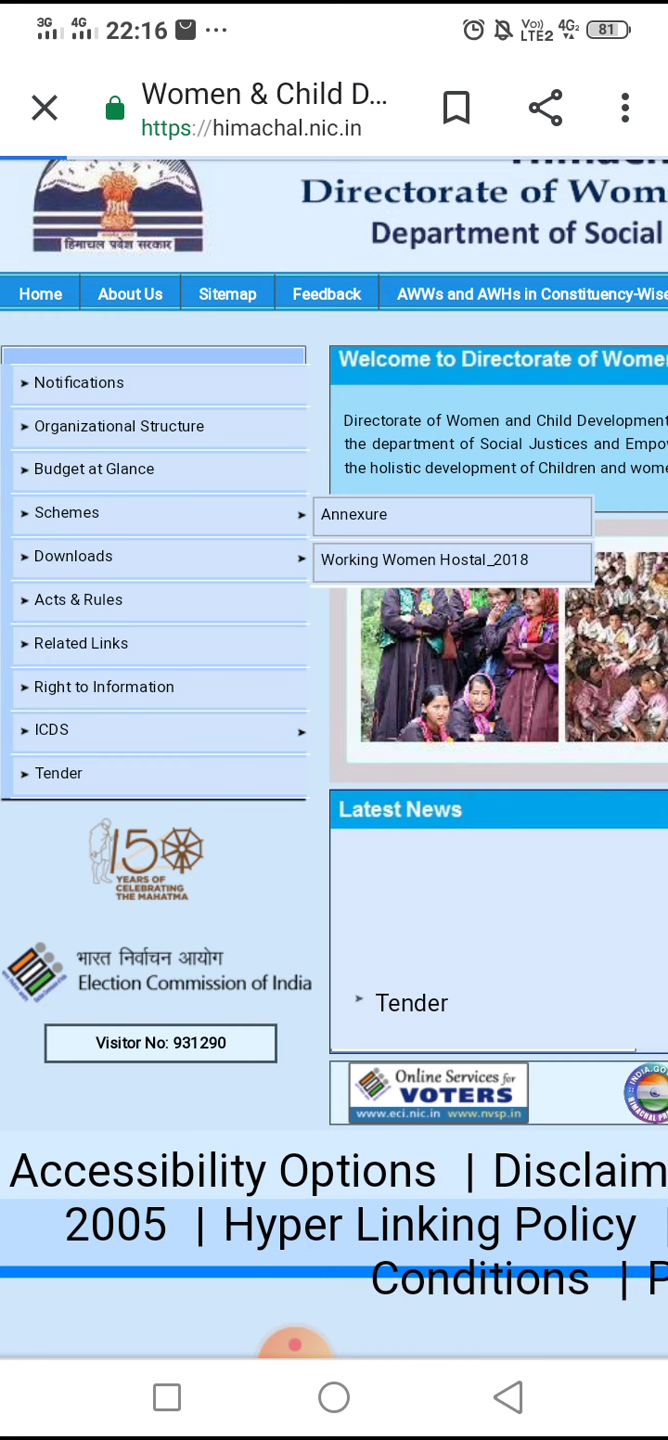 3G 4G 22:16 ... Vo)) LTE2 4G2 81
Women & Child D...
https://himachal.nic.in
Directorate of Wom
हिमाचल प्रदेश सरकार
Department of Social
Home About Us Sitemap Feedback AWWs and AWHs in Constituency-Wise
Notifications
Organizational Structure
Budget at Glance
Schemes
Downloads
Acts & Rules
Related Links
Right to Information
ICDS
Tender
Welcome to Directorate of Women
Directorate of Women and Child Development
the department of Social Justices and Empo
the holistic development of Children and wome
Annexure
Working Women Hostal_2018
150
YEARS OF
CELEBRATING
THE MAHATMA
भारत निर्वाचन आयोग
Election Commission of India
Visitor No: 931290
Latest News
Tender
Online Services for
VOTERS
www.eci.nic.in www.nvsp.in
Accessibility Options | Disclaim
2005 | Hyper Linking Policy |
Conditions | P